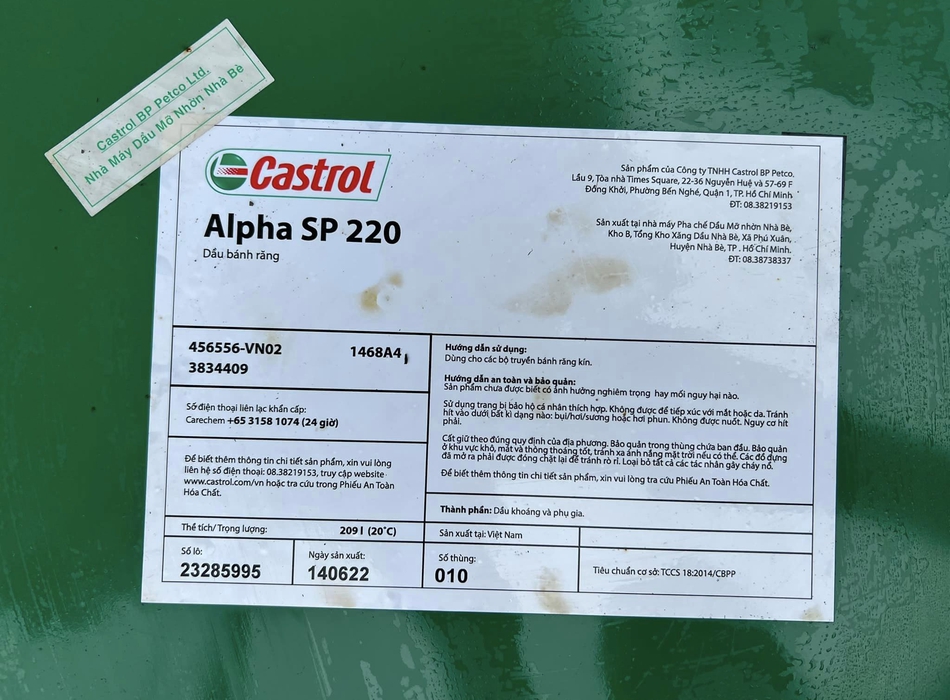 Castrol BP Petco Ltd.
Nhà Máy Dầu Mỡ Nhờn Nhà Bè
Castrol
Alpha SP 220
Dầu bánh răng
Sản phẩm của Công ty TNHH Castrol BP Petco.
Lầu 9, Tòa nhà Times Square, 22-36 Nguyễn Huệ và 57-69 F
Đồng Khởi, Phường Bến Nghé, Quận 1, TP. Hồ Chí Minh
ĐT: 08.38219153
Sản xuất tại nhà máy Pha chế Dầu Mỡ nhờn Nhà Bè,
Kho B, Tổng Kho Xăng Dầu Nhà Bè, Xã Phú Xuân,
Huyện Nhà Bè, TP . Hồ Chí Minh.
ĐT: 08.38738337
456556-VN02 1468A4
3834409
Số điện thoại liên lạc khẩn cấp:
Carechem +65 3158 1074 (24 giờ)
Để biết thêm thông tin chi tiết sản phẩm, xin vui lòng
liên hệ số điện thoại: 08.38219153, truy cập website
www.castrol.com/vn hoặc tra cứu trong Phiếu An Toàn
Hóa Chất.
Hướng dẫn sử dụng:
Dùng cho các bộ truyền bánh răng kín.
Hướng dẫn an toàn và bảo quản:
Sản phẩm chưa được biết có ảnh hưởng nghiêm trọng hay mối nguy hại nào.
Sử dụng trang bị bảo hộ cá nhân thích hợp. Không được để tiếp xúc với mắt hoặc da. Tránh
hít vào dưới bất kì dạng nào: bụi/hơi/sương hoặc hơi phun. Không được nuốt. Nguy cơ hít
phải.
Cất giữ theo đúng quy định của địa phương. Bảo quản trong thùng chứa ban đầu. Bảo quản
ở khu vực khô, mát và thông thoáng tốt, tránh xa ánh nắng mặt trời nếu có thể. Các đồ đựng
đã mở ra phải được đóng chặt lại để tránh rò rỉ. Loại bỏ tất cả các tác nhân gây cháy nổ.
Để biết thêm thông tin chi tiết sản phẩm, xin vui lòng tra cứu Phiếu An Toàn Hóa Chất.
Thành phần: Dầu khoáng và phụ gia.
Thể tích/ Trọng lượng: 209 l (20°C)
Sản xuất tại: Việt Nam
Số lô:
23285995
Ngày sản xuất:
140622
Số thùng:
010
Tiêu chuẩn cơ sở: TCCS 18:2014/CBPP